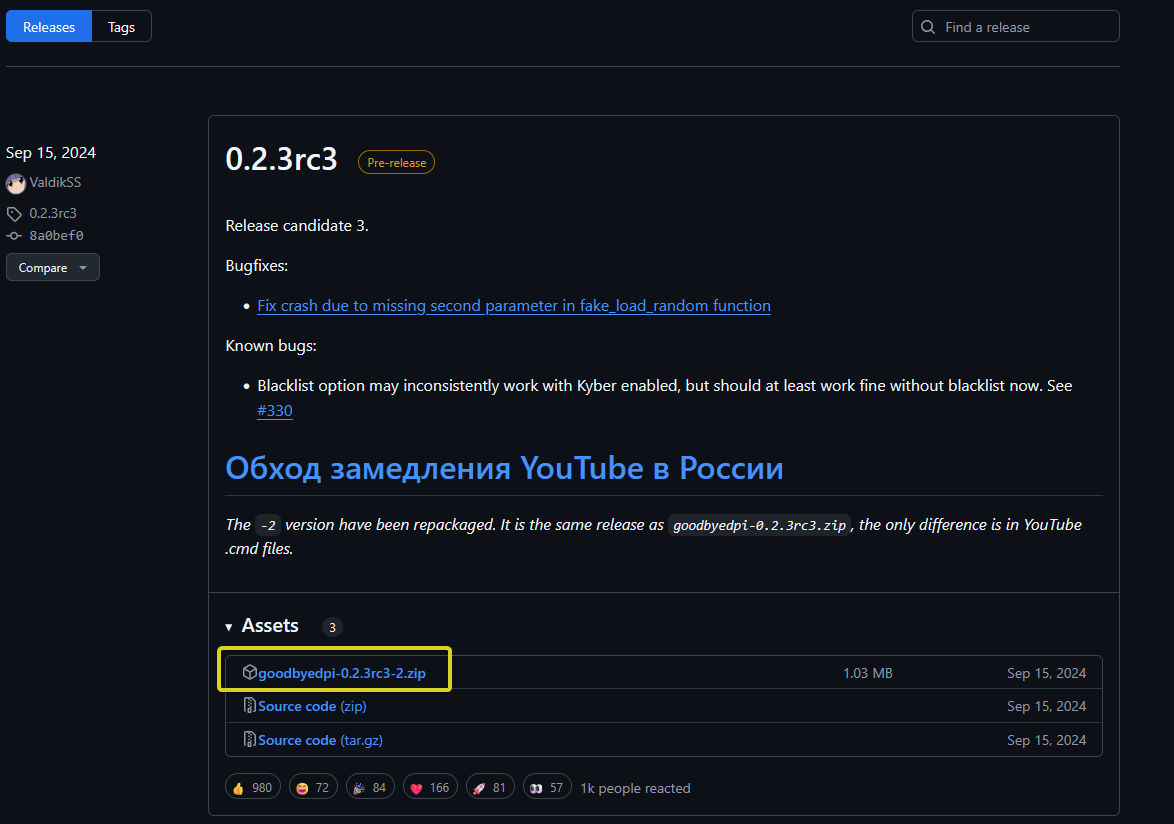 Releases
Tags
Find a release
Sep 15, 2024
ValdikSS
0.2.3rc3
8a0bef0
Compare
0.2.3rc3
Pre-release
Release candidate 3.
Bugfixes:
• Fix crash due to missing second parameter in fake_load_random function
Known bugs:
• Blacklist option may inconsistently work with Kyber enabled, but should at least work fine without blacklist now. See
#330
Обход замедления YouTube в России
The -2 version have been repackaged. It is the same release as goodbyedpi-0.2.3rc3.zip, the only difference is in YouTube
.cmd files.
Assets 3
goodbyedpi-0.2.3rc3-2.zip 1.03 MB Sep 15, 2024
Source code (zip) Sep 15, 2024
Source code (tar.gz) Sep 15, 2024
👍 980 😄 72 🎉 84 ❤️ 166 🚀 81 👀 57 1k people reacted